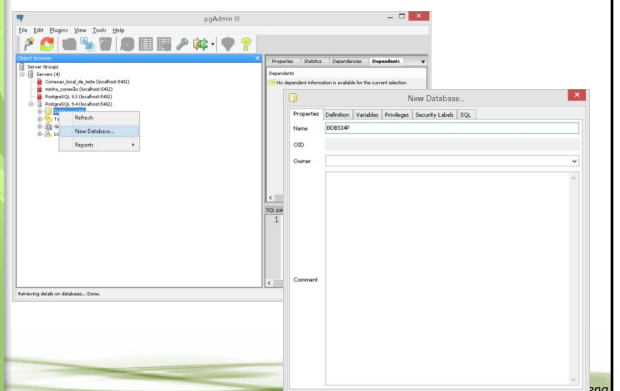 pgAdmin III
File Edit Plugins View Tools Help
Object browser
Server Groups
Servers (4)
Conexao_local_de_teste (localhost:5432)
minha_conexão (localhost:5432)
PostgreSQL 9.3 (localhost:5432)
PostgreSQL 9.4 (localhost:5432)
Refresh
New Database...
Reports
Retrieving details on databases... Done.
Properties Statistics Dependencies Dependents
Dependents
No dependent information is available for the current selection
SQL pan
1
New Database...
Properties Definition Variables Privileges Security Labels SQL
Name BDBSI4P
OID
Owner
Comment